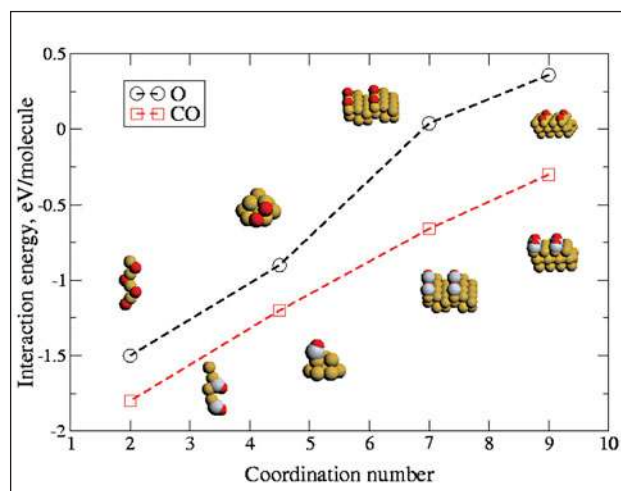 0.5
0
-0.5
-1
-1.5
-2
Interaction energy, eV/molecule
O
CO
1 2 3 4 5 6 7 8 9 10
Coordination number